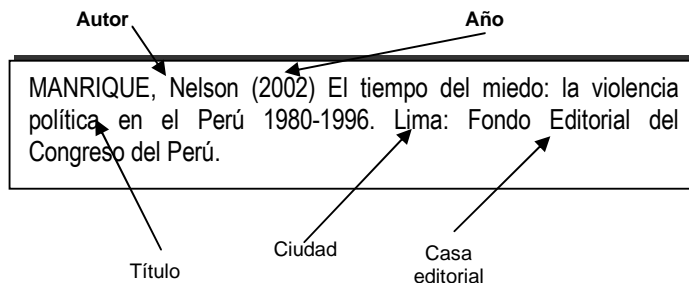 Autor Año
MANRIQUE, Nelson (2002) El tiempo del miedo: la violencia
política en el Perú 1980-1996. Lima: Fondo Editorial del
Congreso del Perú.
Ciudad Casa
editorial
Título